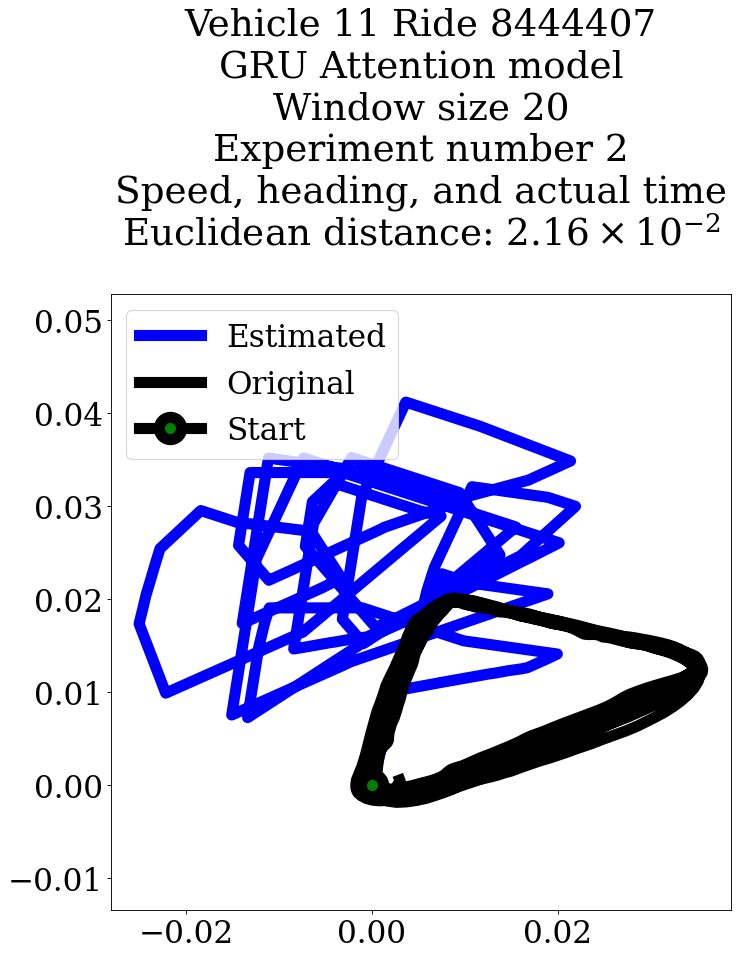 Vehicle 11 Ride 8444407
GRU Attention model
Window size 20
Experiment number 2
Speed, heading, and actual time
Euclidean distance: 2.16 × 10⁻²
Estimated
Original
Start
0.05
0.04
0.03
0.02
0.01
0.00
−0.01
−0.02 0.00 0.02